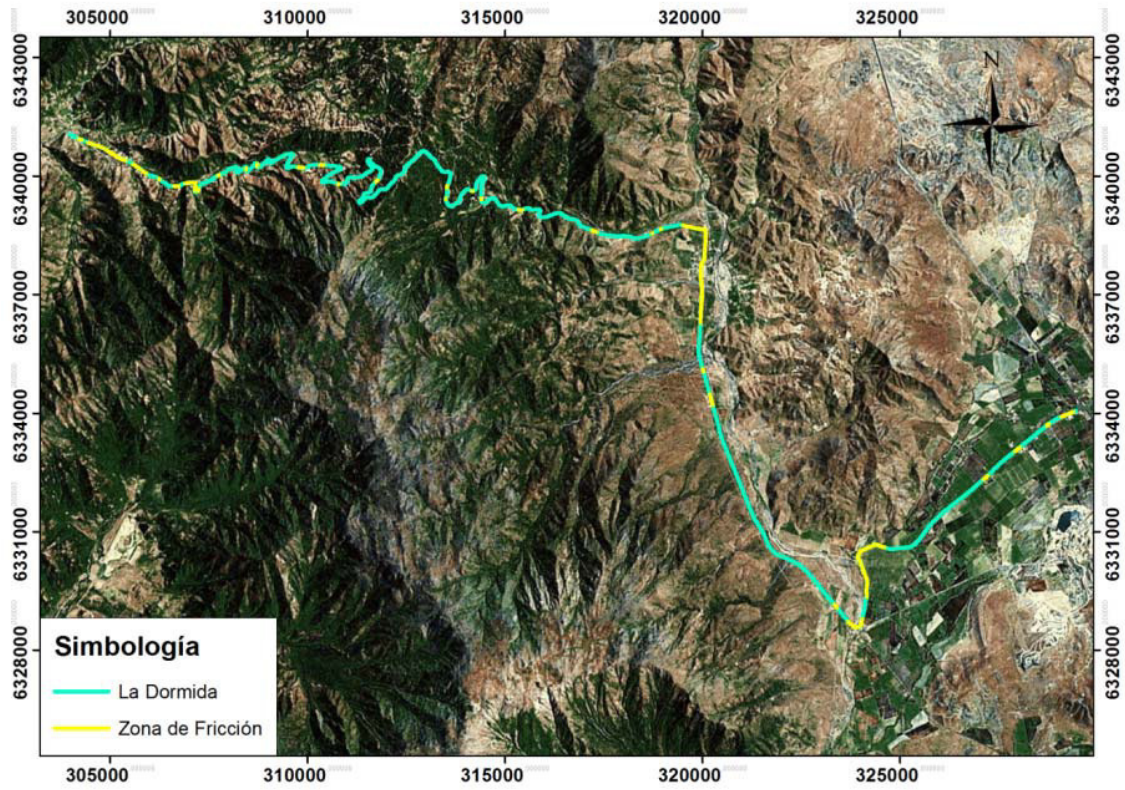 305000 310000 315000 320000 325000
N
6343000 6343000
6340000 6340000
6337000 6337000
6334000 6334000
6331000 6331000
6328000 6328000
Simbología
La Dormida
Zona de Fricción
305000 310000 315000 320000 325000